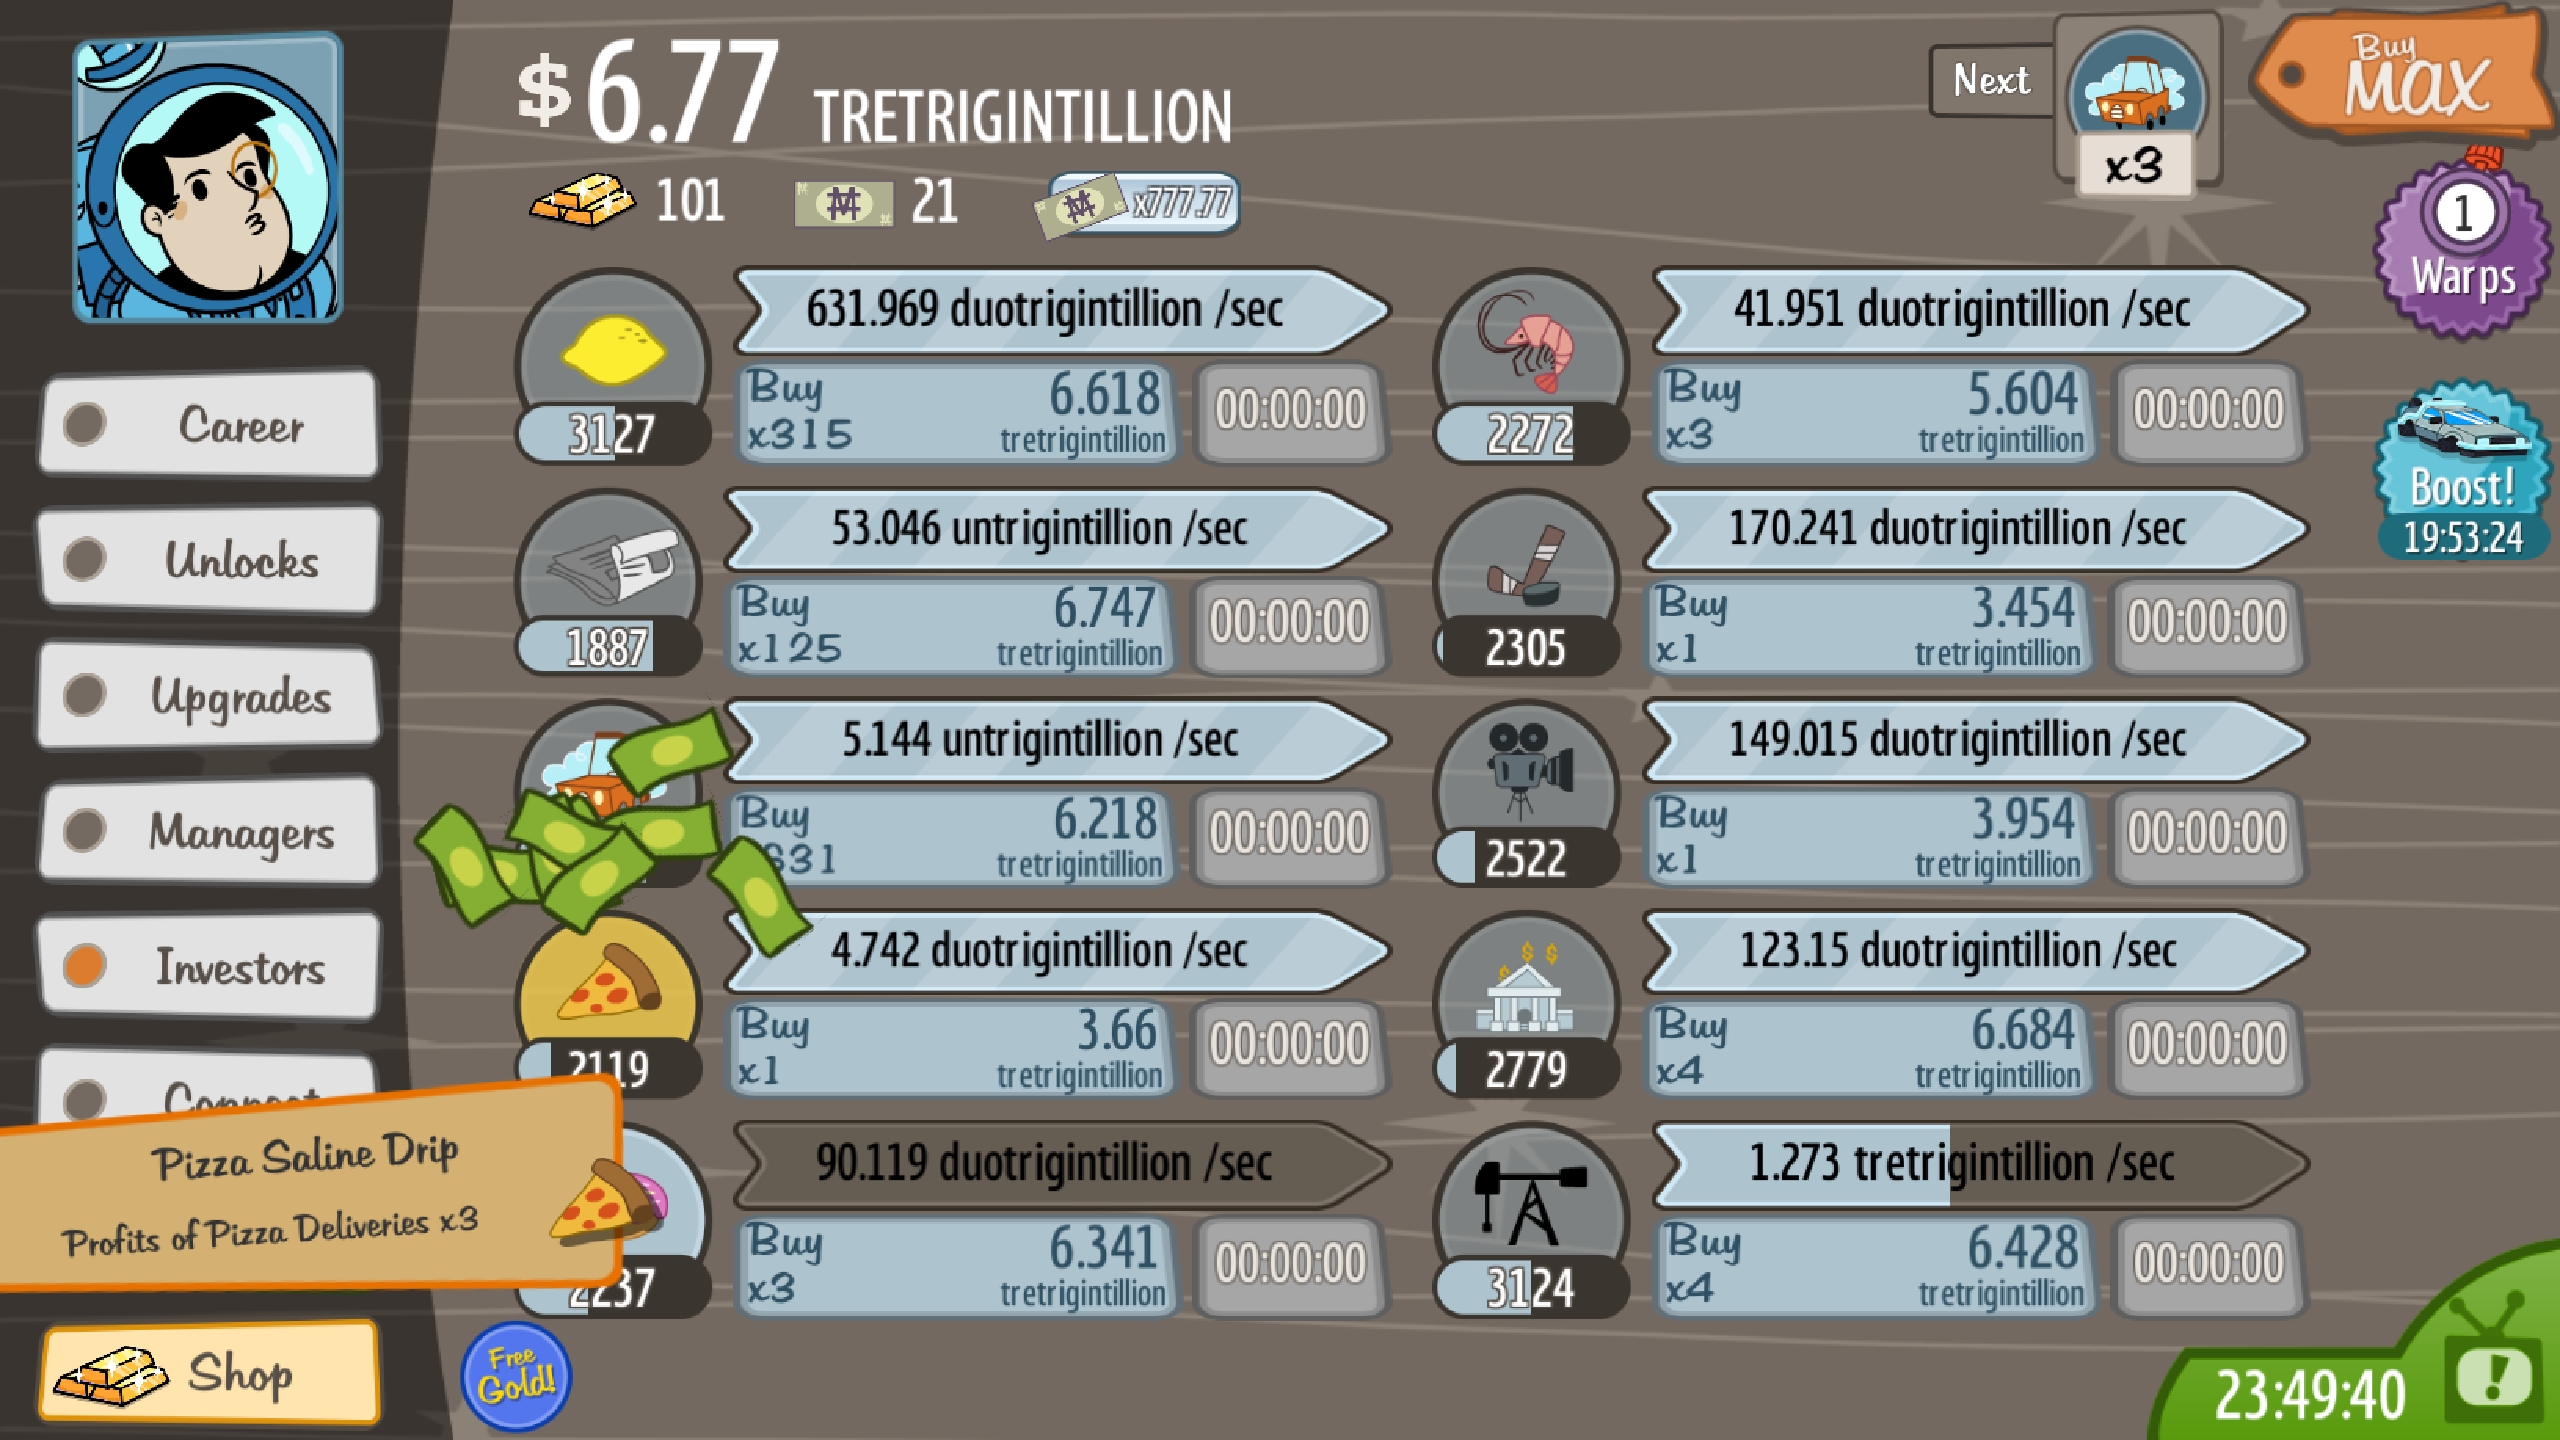 $6.77 TRETRIGINTILLION
101
21
x777.77
Next
x3
Buy
MAX
1
Warps
Boost!
19:53:24
Career
Unlocks
Upgrades
Managers
Investors
Pizza Saline Drip
Profits of Pizza Deliveries x3
Shop
Free
Gold!
631.969 duotrigintillion /sec
3127
Buy
x315
6.618
tretrigintillion
00:00:00
53.046 untrigintillion /sec
1887
Buy
x125
6.747
tretrigintillion
00:00:00
5.144 untrigintillion /sec
Buy
6.218
tretrigintillion
00:00:00
4.742 duotrigintillion /sec
2119
Buy
x1
3.66
tretrigintillion
00:00:00
90.119 duotrigintillion /sec
2237
Buy
x3
6.341
tretrigintillion
00:00:00
41.951 duotrigintillion /sec
2272
Buy
x3
5.604
tretrigintillion
00:00:00
170.241 duotrigintillion /sec
2305
Buy
x1
3.454
tretrigintillion
00:00:00
149.015 duotrigintillion /sec
2522
Buy
x1
3.954
tretrigintillion
00:00:00
123.15 duotrigintillion /sec
2779
Buy
x4
6.684
tretrigintillion
00:00:00
1.273 tretrigintillion /sec
3124
Buy
x4
6.428
tretrigintillion
00:00:00
23:49:40